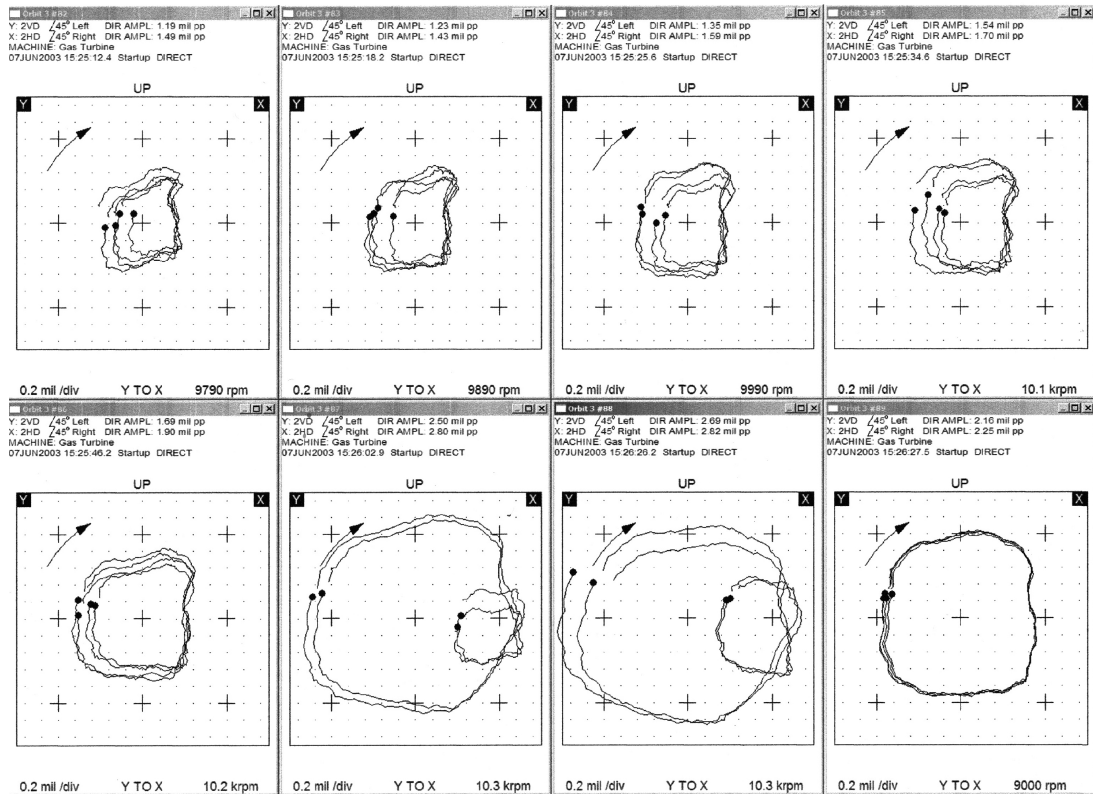 Orbit 3 #82
Y: 2VD ∠45° Left DIR AMPL: 1.19 mil pp
X: 2HD ∠45° Right DIR AMPL: 1.49 mil pp
MACHINE: Gas Turbine
07JUN2003 15:25:12.4 Startup DIRECT
UP
Y X
0.2 mil /div Y TO X 9790 rpm
Orbit 3 #83
Y: 2VD ∠45° Left DIR AMPL: 1.23 mil pp
X: 2HD ∠45° Right DIR AMPL: 1.43 mil pp
MACHINE: Gas Turbine
07JUN2003 15:25:18.2 Startup DIRECT
UP
Y X
0.2 mil /div Y TO X 9890 rpm
Orbit 3 #84
Y: 2VD ∠45° Left DIR AMPL: 1.35 mil pp
X: 2HD ∠45° Right DIR AMPL: 1.59 mil pp
MACHINE: Gas Turbine
07JUN2003 15:25:25.6 Startup DIRECT
UP
Y X
0.2 mil /div Y TO X 9990 rpm
Orbit 3 #85
Y: 2VD ∠45° Left DIR AMPL: 1.54 mil pp
X: 2HD ∠45° Right DIR AMPL: 1.70 mil pp
MACHINE: Gas Turbine
07JUN2003 15:25:34.6 Startup DIRECT
UP
Y X
0.2 mil /div Y TO X 10.1 krpm
Orbit 3 #86
Y: 2VD ∠45° Left DIR AMPL: 1.69 mil pp
X: 2HD ∠45° Right DIR AMPL: 1.90 mil pp
MACHINE: Gas Turbine
07JUN2003 15:25:46.2 Startup DIRECT
UP
Y X
0.2 mil /div Y TO X 10.2 krpm
Orbit 3 #87
Y: 2VD ∠45° Left DIR AMPL: 2.50 mil pp
X: 2HD ∠45° Right DIR AMPL: 2.80 mil pp
MACHINE: Gas Turbine
07JUN2003 15:26:02.9 Startup DIRECT
UP
Y X
0.2 mil /div Y TO X 10.3 krpm
Orbit 3 #88
Y: 2VD ∠45° Left DIR AMPL: 2.69 mil pp
X: 2HD ∠45° Right DIR AMPL: 2.82 mil pp
MACHINE: Gas Turbine
07JUN2003 15:26:26.2 Startup DIRECT
UP
Y X
0.2 mil /div Y TO X 10.3 krpm
Orbit 3 #89
Y: 2VD ∠45° Left DIR AMPL: 2.16 mil pp
X: 2HD ∠45° Right DIR AMPL: 2.25 mil pp
MACHINE: Gas Turbine
07JUN2003 15:26:27.5 Startup DIRECT
UP
Y X
0.2 mil /div Y TO X 9000 rpm